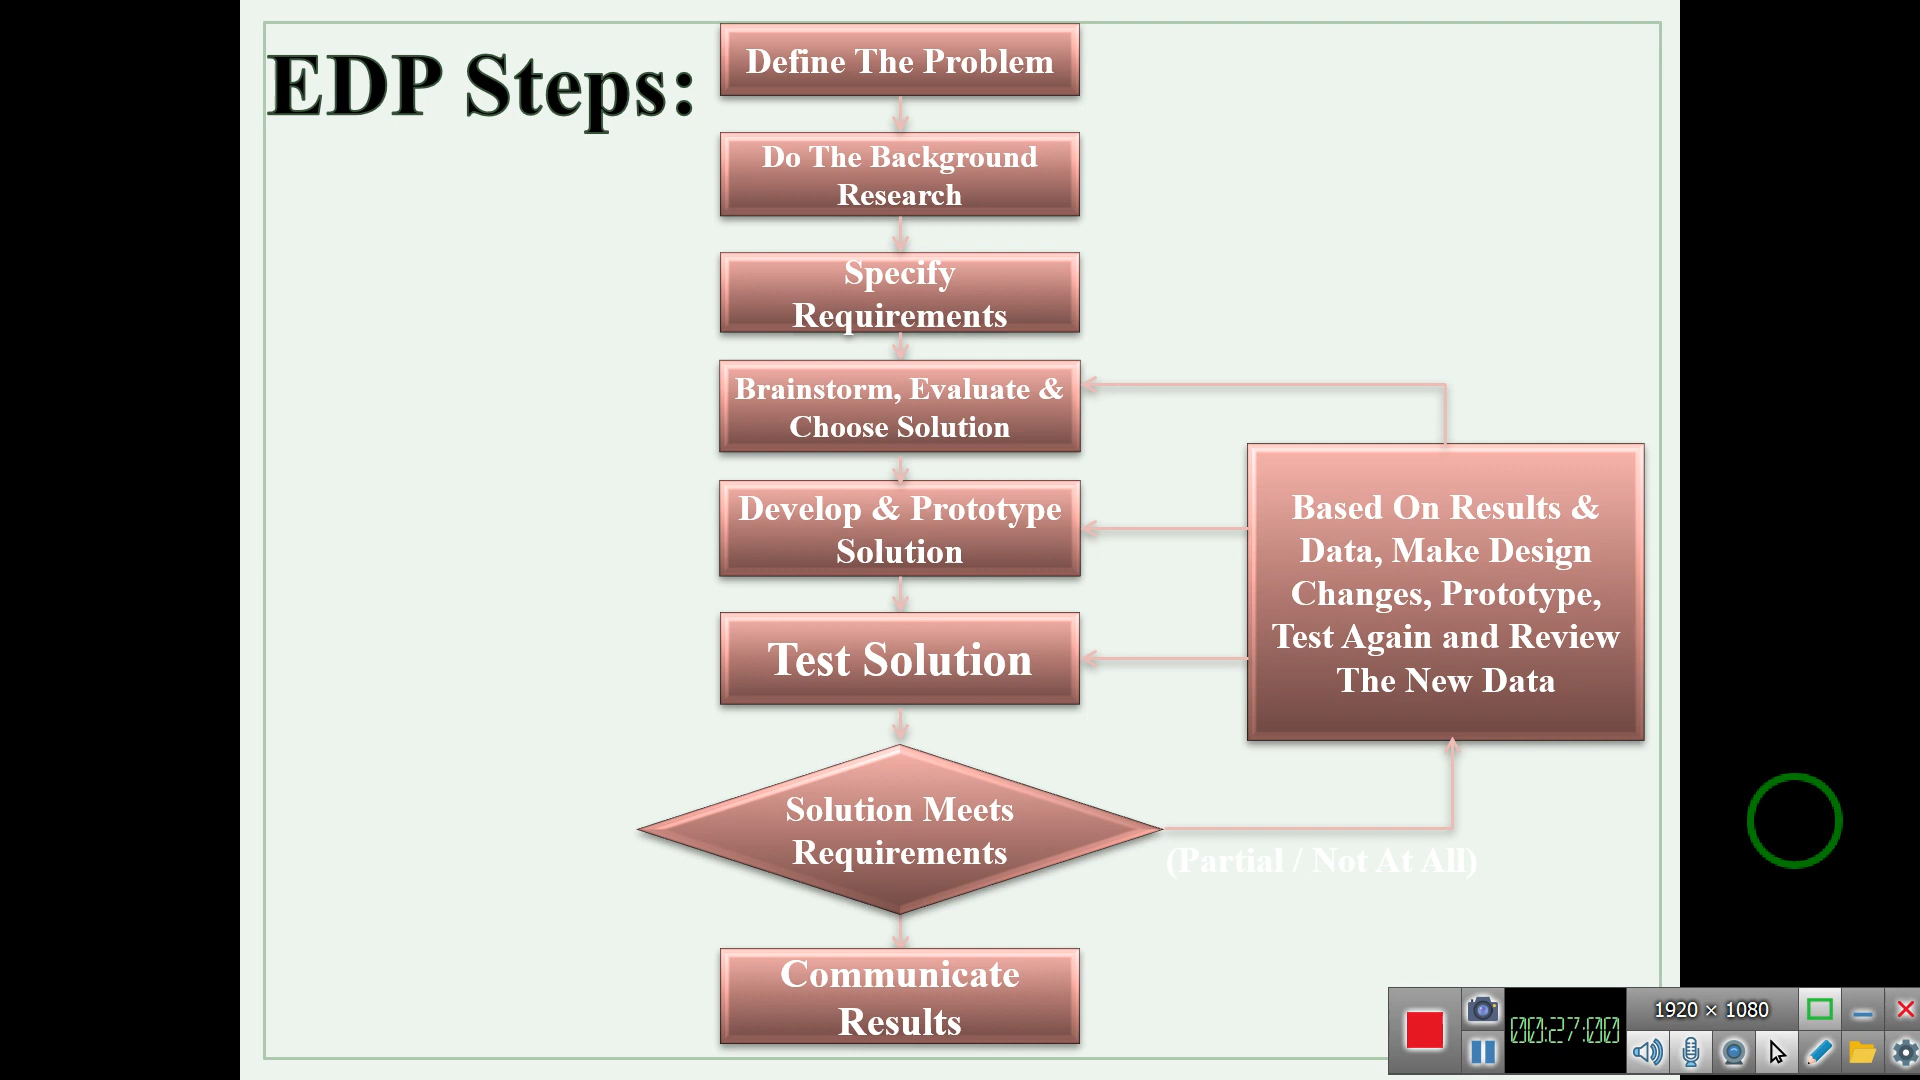 EDP Steps:
Define The Problem
Do The Background
Research
Specify
Requirements
Brainstorm, Evaluate &
Choose Solution
Develop & Prototype
Solution
Test Solution
Based On Results &
Data, Make Design
Changes, Prototype,
Test Again and Review
The New Data
Solution Meets
Requirements
(Partial / Not At All)
Communicate
Results
1920 × 1080
00:27:00